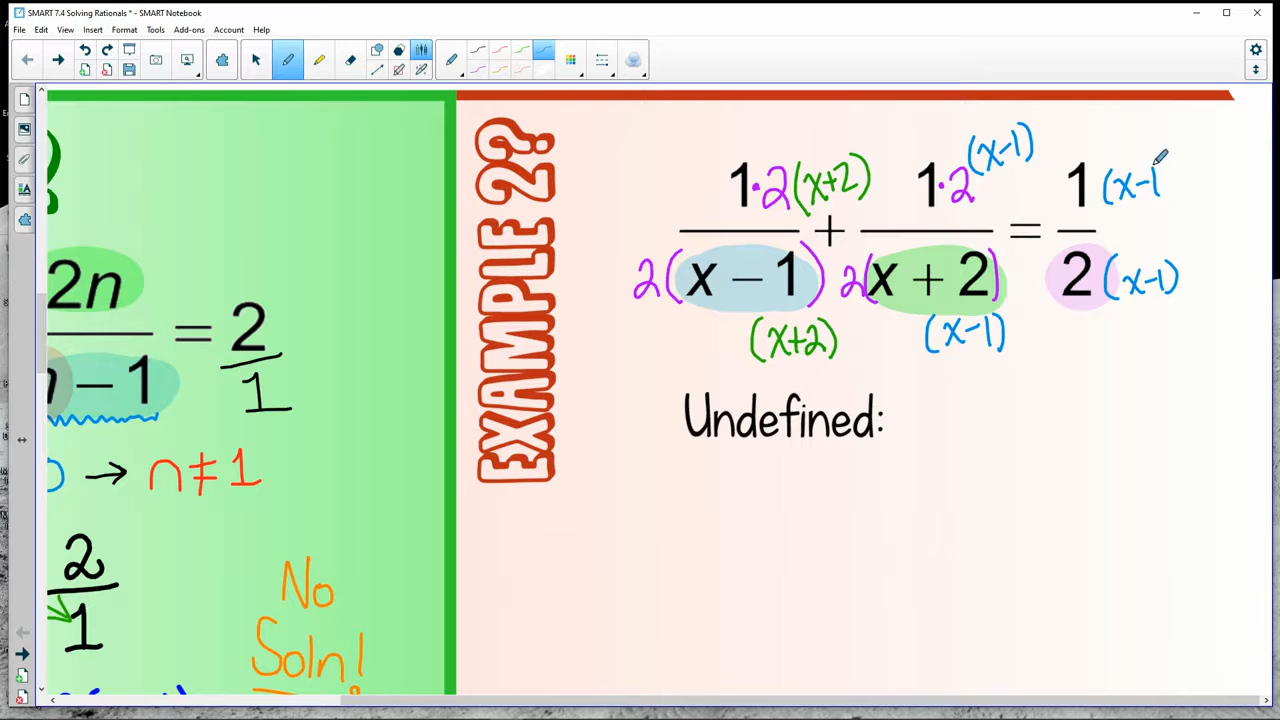 SMART 7.4 Solving Rationals * - SMART Notebook
File Edit View Insert Format Tools Add-ons Help
?
2n
— = 2/1
n − 1
→ n ≠ 1
2
1
No
Soln!
EXAMPLE 2?
1·2(x+2) 1·2(x−1) 1(x−1
——— + ——— = —
2(x − 1) 2(x + 2) 2(x−1)
(x+2) (x−1)
Undefined: